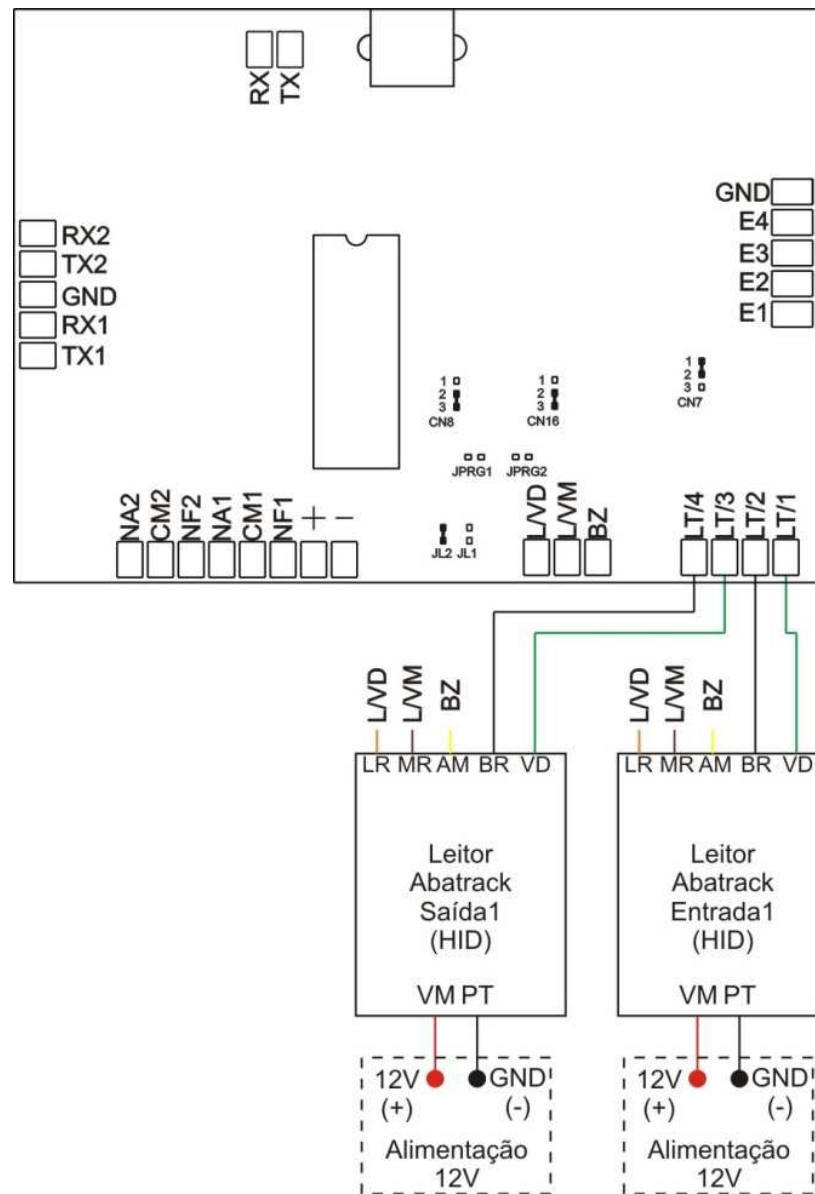 RX
TX
RX2
TX2
GND
RX1
TX1
GND
E4
E3
E2
E1
1
2
3
CN8
1
2
3
CN16
1
2
3
CN7
JPRG1 JPRG2
NA2
CM2
NF2
NA1
CM1
NF1
+
-
JL2 JL1
L/VD
L/VM
BZ
LT/4
LT/3
LT/2
LT/1
L/VD
L/VM
BZ
LR MR AM BR VD
Leitor
Abatrack
Saída1
(HID)
VM PT
12V GND
(+) (-)
Alimentação
12V
L/VD
L/VM
BZ
LR MR AM BR VD
Leitor
Abatrack
Entrada1
(HID)
VM PT
12V GND
(+) (-)
Alimentação
12V